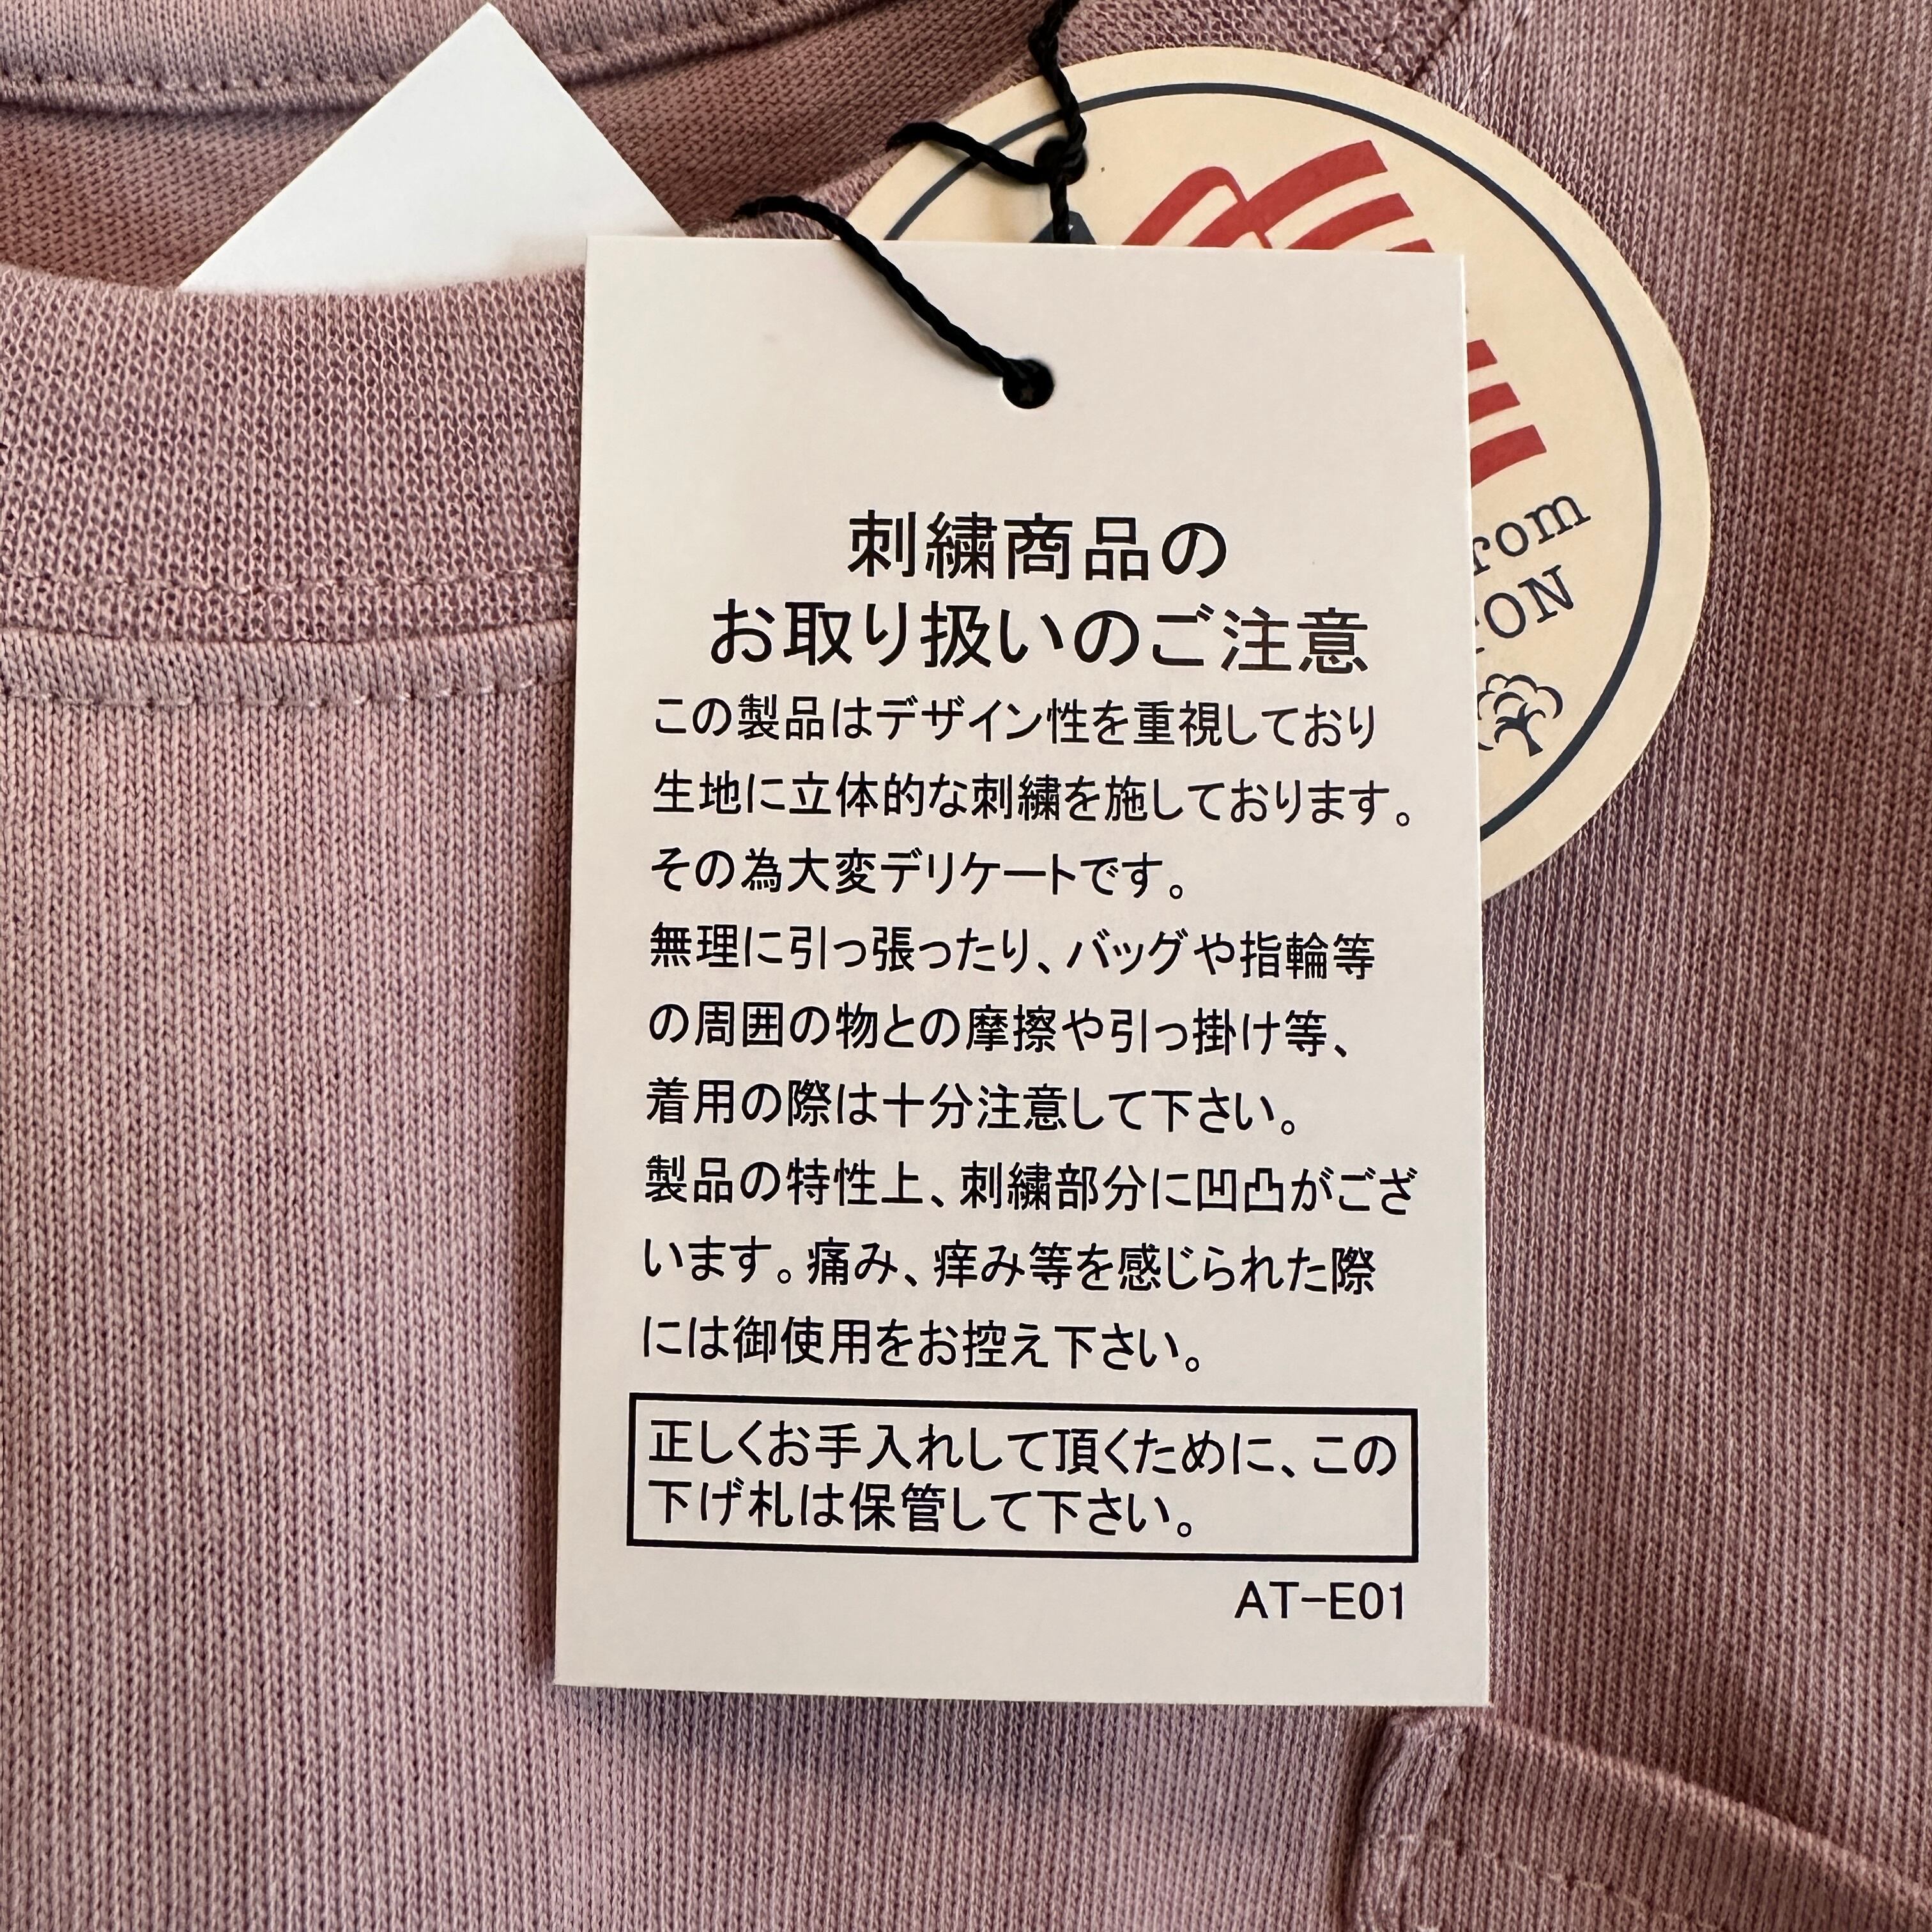 刺繍商品の
お取り扱いのご注意
この製品はデザイン性を重視しており
生地に立体的な刺繍を施しております。
その為大変デリケートです。
無理に引っ張ったり、バッグや指輪等
の周囲の物との摩擦や引っ掛け等、
着用の際は十分注意して下さい。
製品の特性上、刺繍部分に凹凸がござ
います。痛み、痒み等を感じられた際
には御使用をお控え下さい。
正しくお手入れして頂くために、この
下げ札は保管して下さい。
AT-E01